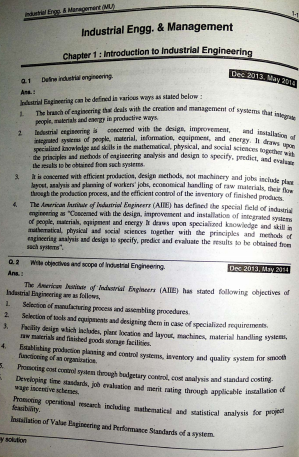 Industrial Engg. & Management (MU)
1-1
Industrial Engg. & Management
Chapter 1 : Introduction to Industrial Engineering
Q. 1 Define industrial engineering. Dec 2013, May 2014
Ans. :
Industrial Engineering can be defined in various ways as stated below :
1. The branch of engineering that deals with the creation and management of systems that integrate
people, materials and energy in productive ways.
2. Industrial engineering is concerned with the design, improvement, and installation of
integrated systems of people, material, information, equipment, and energy. It draws upon
specialized knowledge and skills in the mathematical, physical, and social sciences together with
the principles and methods of engineering analysis and design to specify, predict, and evaluate
the results to be obtained from such systems.
3. It is concerned with efficient production, design methods, not machinery and jobs include plant
layout, analysis and planning of workers' jobs, economical handling of raw materials, their flow
through the production process, and the efficient control of the inventory of finished products.
4. The American Institute of Industrial Engineers (AIIE) has defined the special field of industrial
engineering as "Concerned with the design, improvement and installation of integrated systems
of people, materials, equipment and energy It draws upon specialized knowledge and skill in
mathematical, physical and social sciences together with the principles and methods of
engineering analysis and design to specify, predict and evaluate the results to be obtained from
such systems".
Q. 2 Write objectives and scope of Industrial Engineering. Dec 2013, May 2014
Ans. :
The American Institute of Industrial Engineers (AIIE) has stated following objectives of
Industrial Engineering are as follows,
1. Selection of manufacturing process and assembling procedures.
2. Selection of tools and equipments and designing them in case of specialized requirements.
3. Facility design which includes, plant location and layout, machines, material handling systems,
raw materials and finished goods storage facilities.
4. Establishing production planning and control systems, inventory and quality system for smooth
functioning of an organization.
5. Promoting cost control system through budgetary control, cost analysis and standard costing.
Developing time standards, job evaluation and merit rating through applicable installation of
wage incentive schemes.
Promoting operational research including mathematical and statistical analysis for project
feasibility.
Installation of Value Engineering and Performance Standards of a system.
y solution